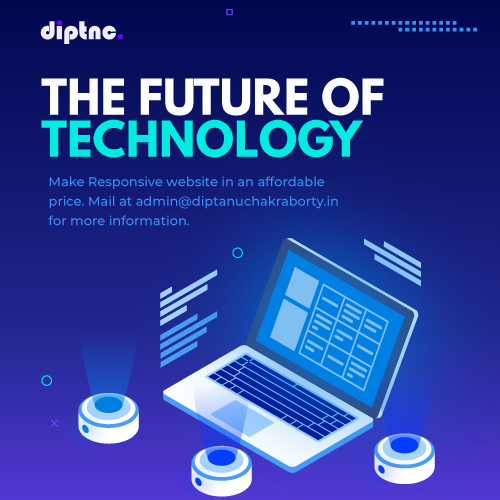 diptnc.
THE FUTURE OF
TECHNOLOGY
Make Responsive website in an affordable
price. Mail at admin@diptanuchakraborty.in
for more information.